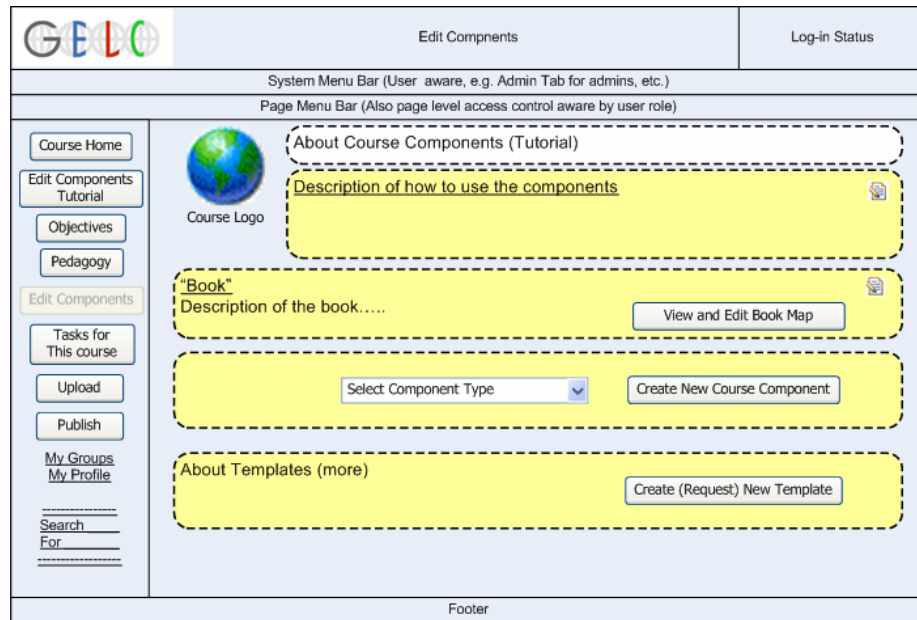 GELC
Edit Compnents
Log-in Status
System Menu Bar (User aware, e.g. Admin Tab for admins, etc.)
Page Menu Bar (Also page level access control aware by user role)
Course Home
Edit Components
Tutorial
Objectives
Pedagogy
Edit Components
Tasks for
This course
Upload
Publish
My Groups
My Profile
Search
For
Course Logo
About Course Components (Tutorial)
Description of how to use the components
“Book”
Description of the book…..
View and Edit Book Map
Select Component Type
Create New Course Component
About Templates (more)
Create (Request) New Template
Footer